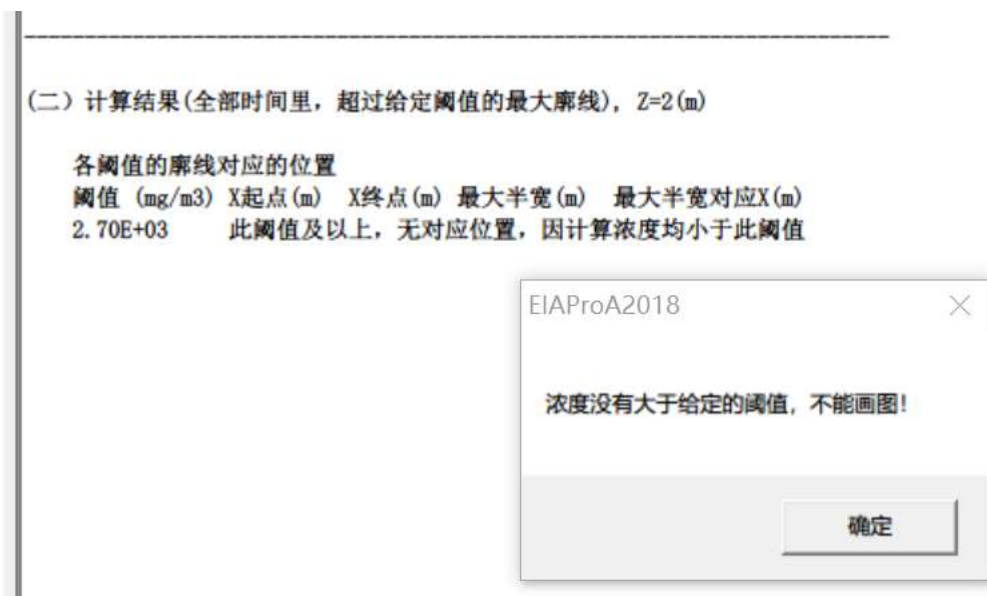 (二) 计算结果(全部时间里，超过给定阈值的最大廓线), Z=2(m)
各阈值的廓线对应的位置
阈值 (mg/m3) X起点(m) X终点(m) 最大半宽(m) 最大半宽对应X(m)
2.70E+03 此阈值及以上，无对应位置，因计算浓度均小于此阈值
EIAProA2018
浓度没有大于给定的阈值，不能画图!
确定